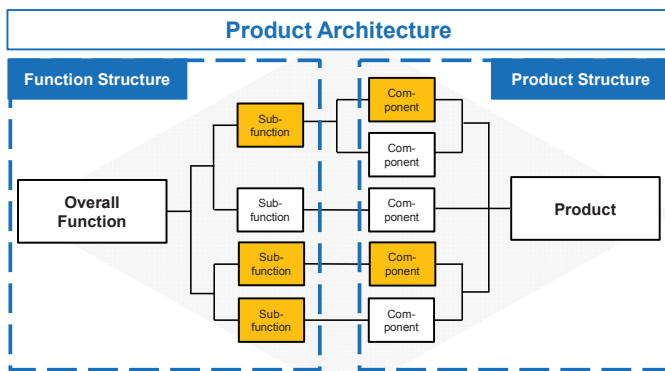 Product Architecture
Function Structure
Product Structure
Sub-
function
Com-
ponent
Com-
ponent
Overall
Function
Sub-
function
Com-
ponent
Product
Sub-
function
Com-
ponent
Sub-
function
Com-
ponent